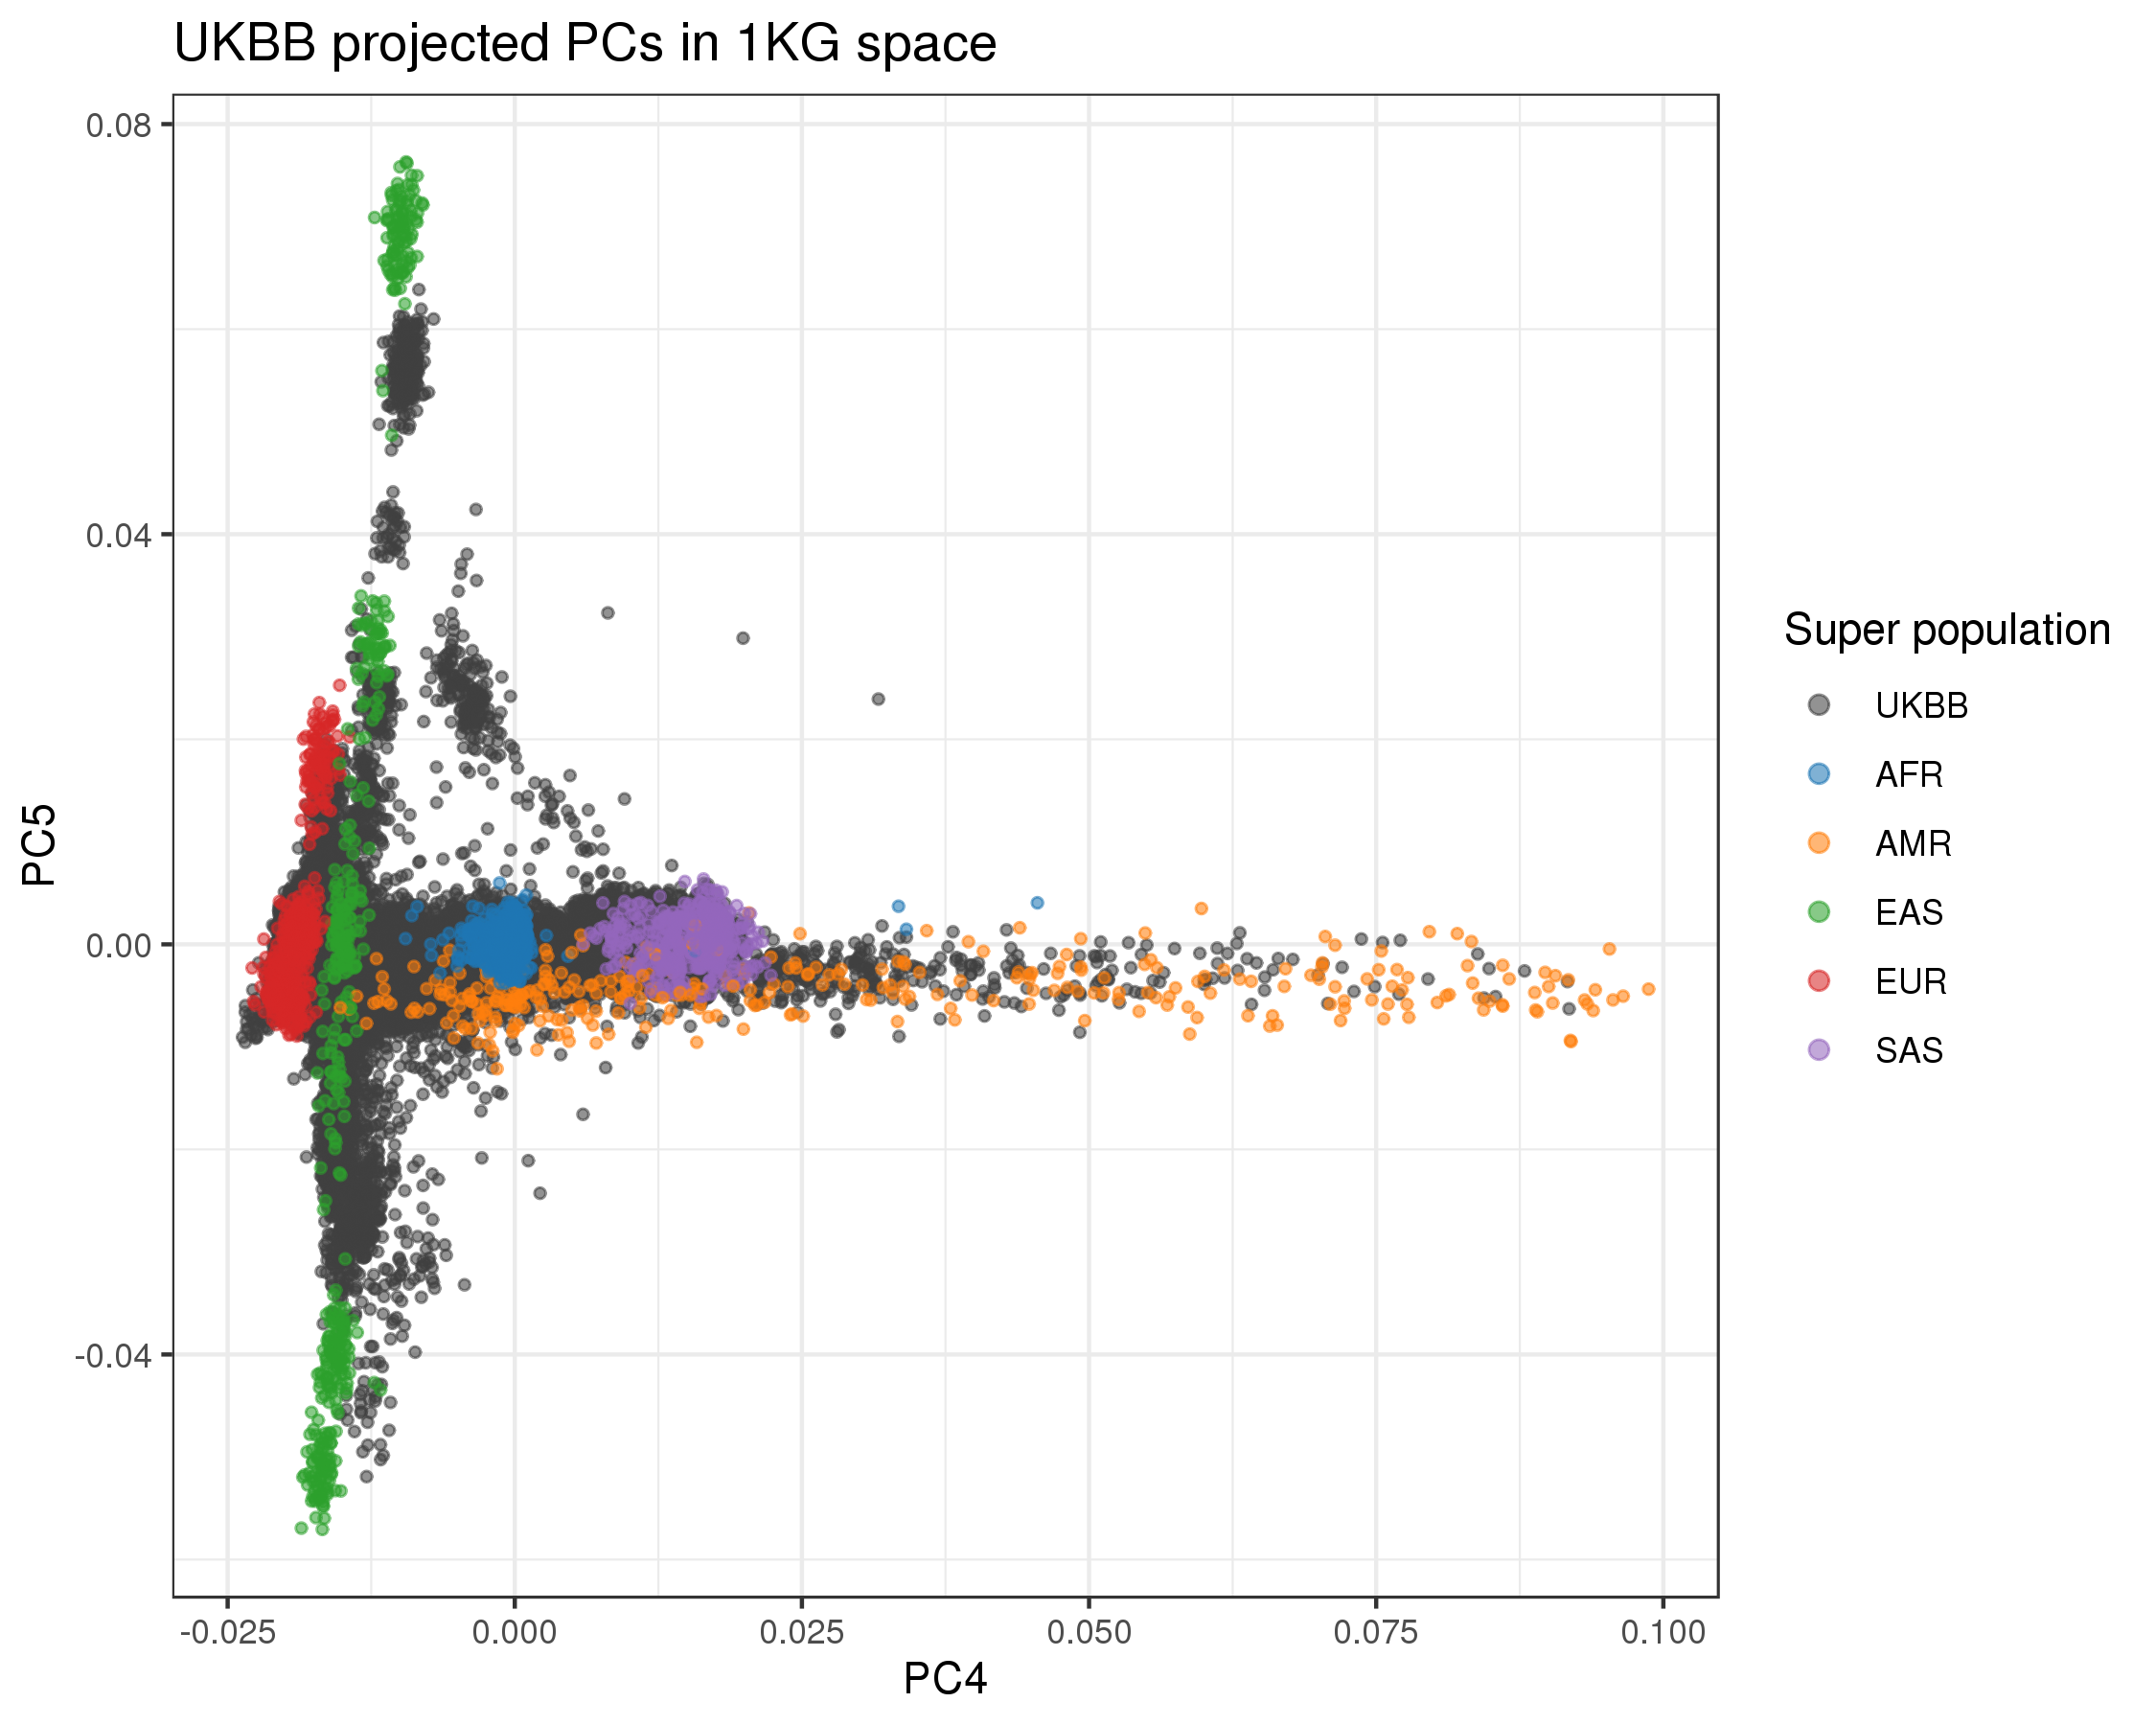 UKBB projected PCs in 1KG space
0.08
0.04
0.00
-0.04
PC5
-0.025
0.000
0.025
0.050
0.075
0.100
PC4
Super population
UKBB
AFR
AMR
EAS
EUR
SAS